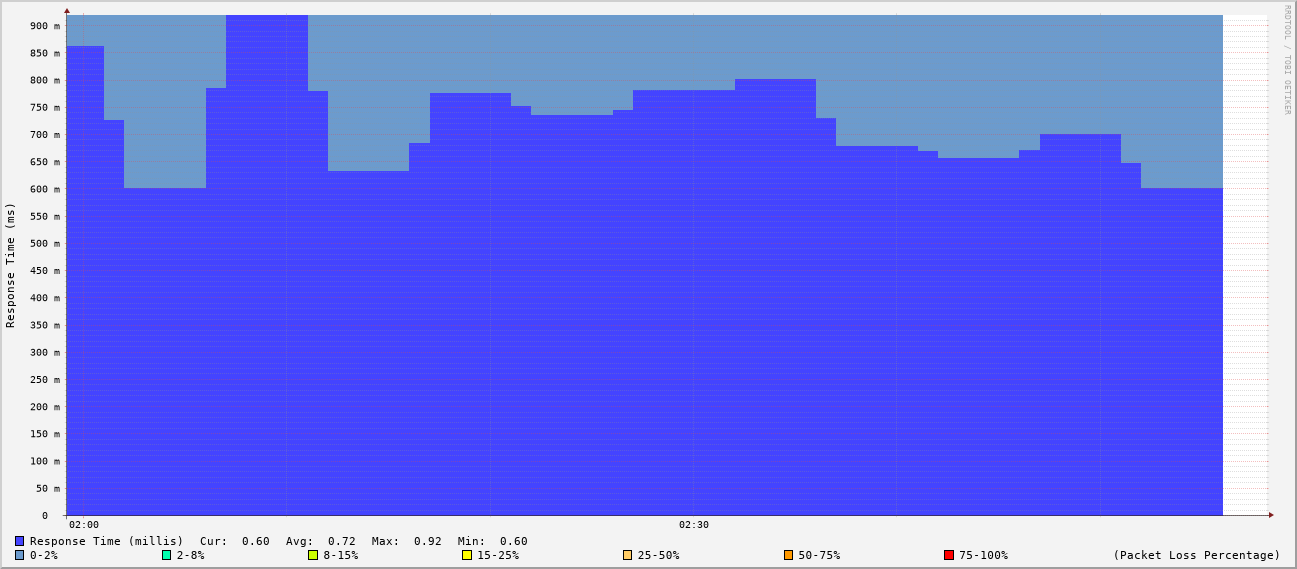 RRDTOOL / TOBI OETIKER
Response Time (ms)
900 m
850 m
800 m
750 m
700 m
650 m
600 m
550 m
500 m
450 m
400 m
350 m
300 m
250 m
200 m
150 m
100 m
50 m
0
02:00 02:30
Response Time (millis) Cur: 0.60 Avg: 0.72 Max: 0.92 Min: 0.60
0-2% 2-8% 8-15% 15-25% 25-50% 50-75% 75-100% (Packet Loss Percentage)